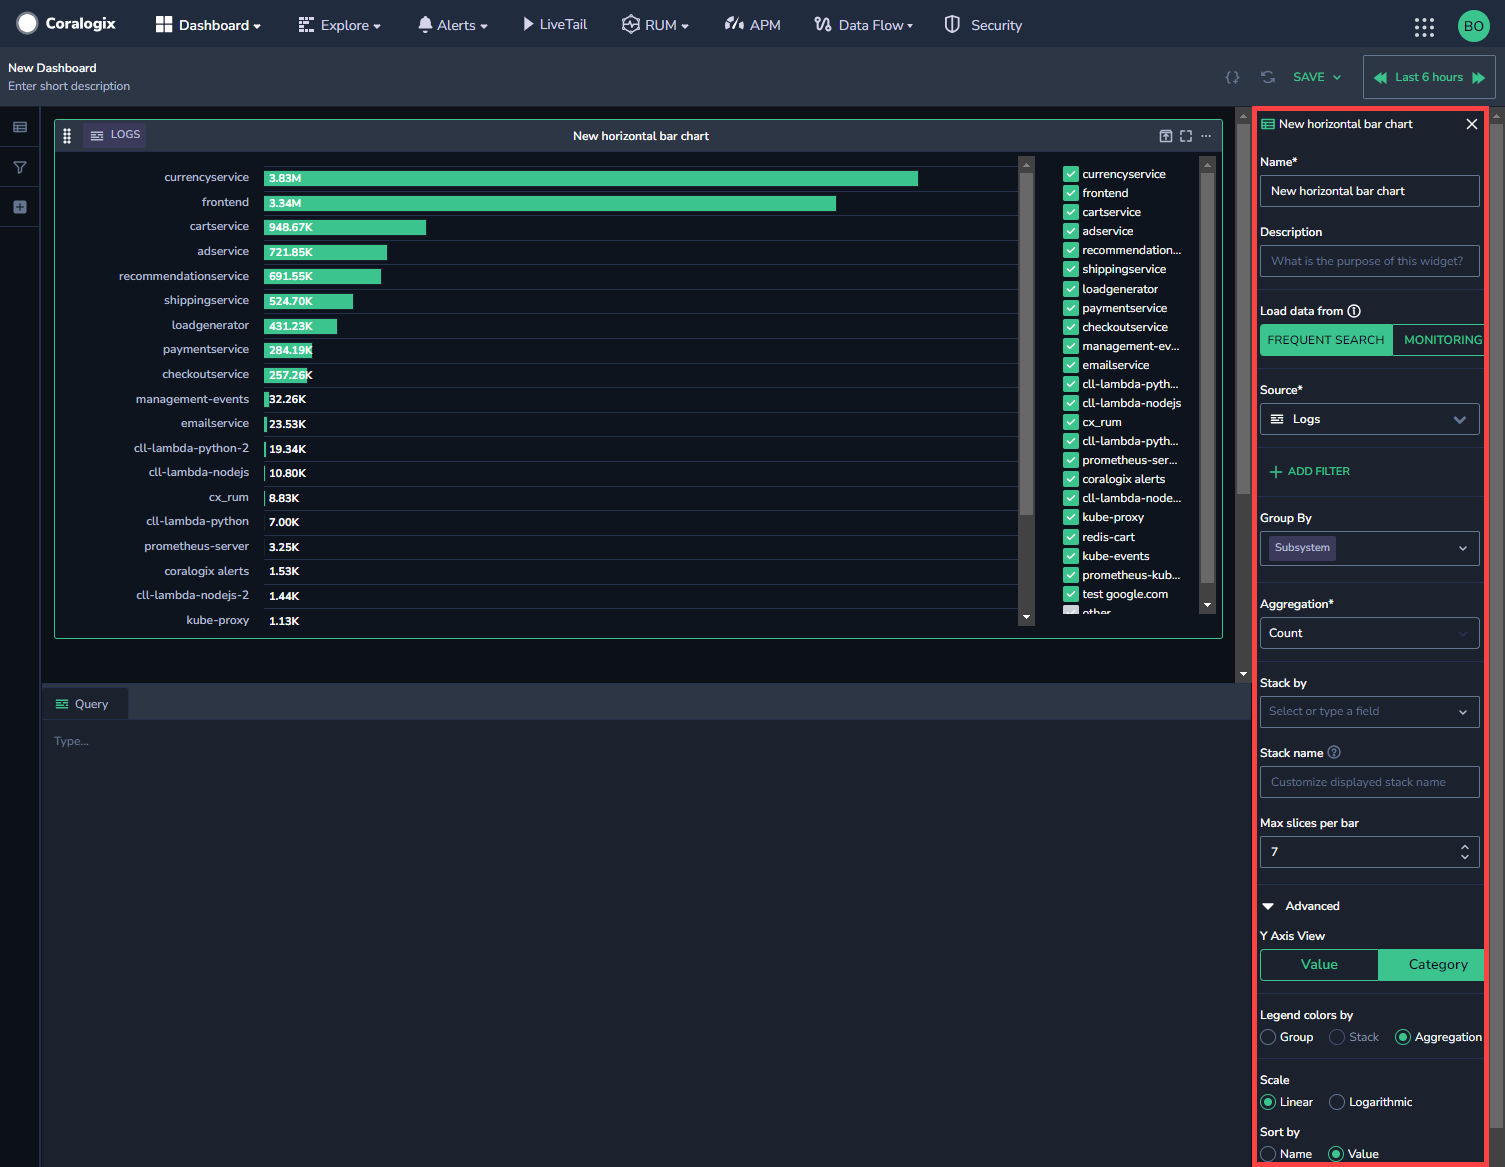 Coralogix
Dashboard
Explore
Alerts
LiveTail
RUM
APM
Data Flow
Security
BO
New Dashboard
Enter short description
SAVE
Last 6 hours
LOGS
New horizontal bar chart
currencyservice 3.83M
frontend 3.34M
cartservice 948.67K
adservice 721.85K
recommendationservice 691.55K
shippingservice 524.70K
loadgenerator 431.23K
paymentservice 284.19K
checkoutservice 257.26K
management-events 32.26K
emailservice 23.53K
cll-lambda-python-2 19.34K
cll-lambda-nodejs 10.80K
cx_rum 8.83K
cll-lambda-python 7.00K
prometheus-server 3.25K
coralogix alerts 1.53K
cll-lambda-nodejs-2 1.44K
kube-proxy 1.13K
currencyservice
frontend
cartservice
adservice
recommendation...
shippingservice
loadgenerator
paymentservice
checkoutservice
management-ev...
emailservice
cll-lambda-pyth...
cll-lambda-nodejs
cx_rum
cll-lambda-pyth...
prometheus-ser...
coralogix alerts
cll-lambda-node...
kube-proxy
redis-cart
kube-events
prometheus-kub...
test google.com
other
Query
Type...
New horizontal bar chart
Name*
New horizontal bar chart
Description
What is the purpose of this widget?
Load data from
FREQUENT SEARCH MONITORING
Source*
Logs
ADD FILTER
Group By
Subsystem
Aggregation*
Count
Stack by
Select or type a field
Stack name
Customize displayed stack name
Max slices per bar
7
Advanced
Y Axis View
Value Category
Legend colors by
Group Stack Aggregation
Scale
Linear Logarithmic
Sort by
Name Value